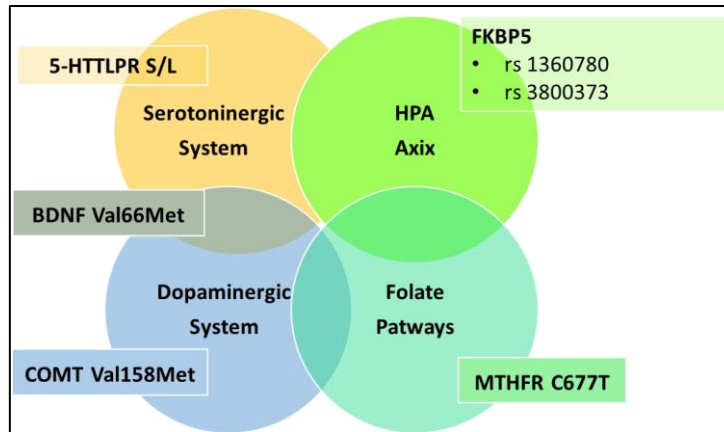 FKBP5
• rs 1360780
• rs 3800373
5-HTTLPR S/L
Serotoninergic
System
HPA
Axix
BDNF Val66Met
Dopaminergic
System
Folate
Patways
COMT Val158Met
MTHFR C677T